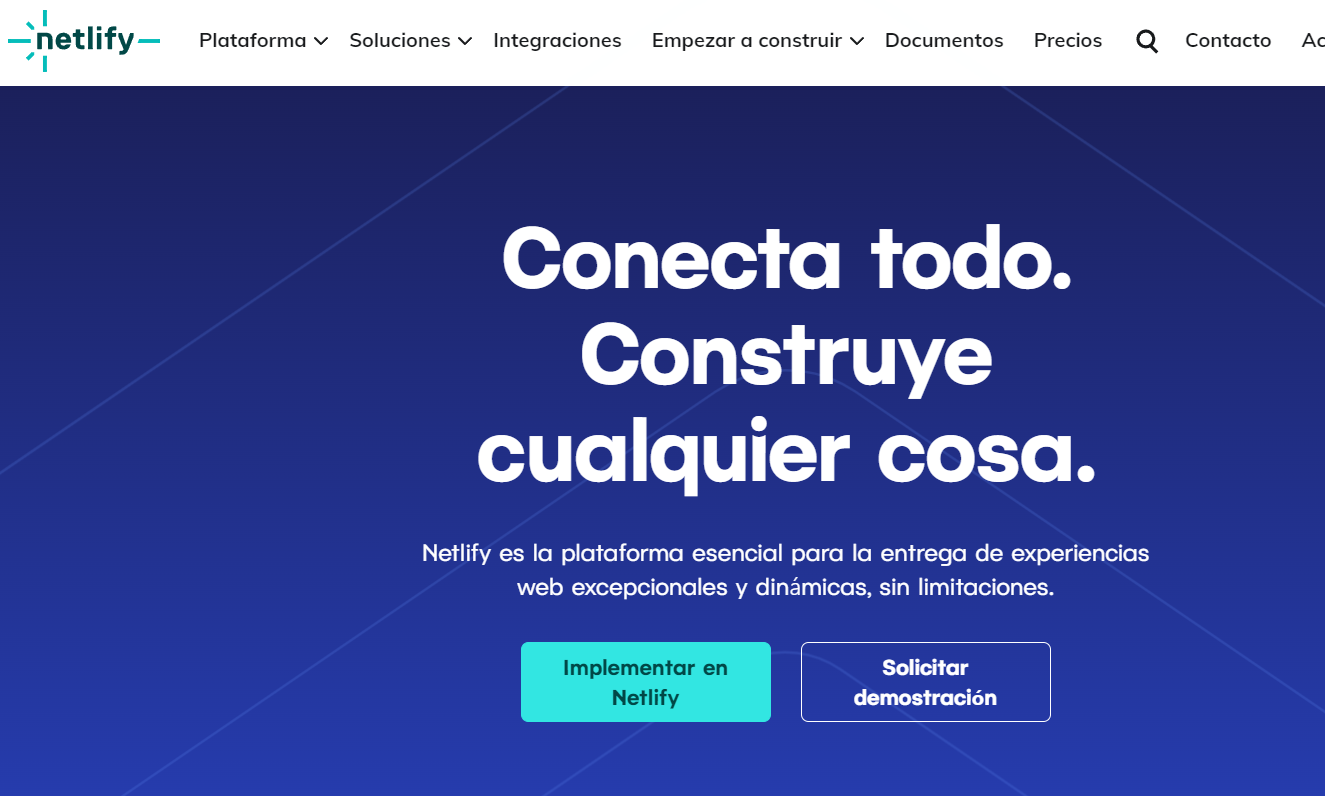 netlify
Plataforma Soluciones Integraciones Empezar a construir Documentos Precios Contacto
Conecta todo.
Construye
cualquier cosa.
Netlify es la plataforma esencial para la entrega de experiencias
web excepcionales y dinámicas, sin limitaciones.
Implementar en
Netlify
Solicitar
demostración